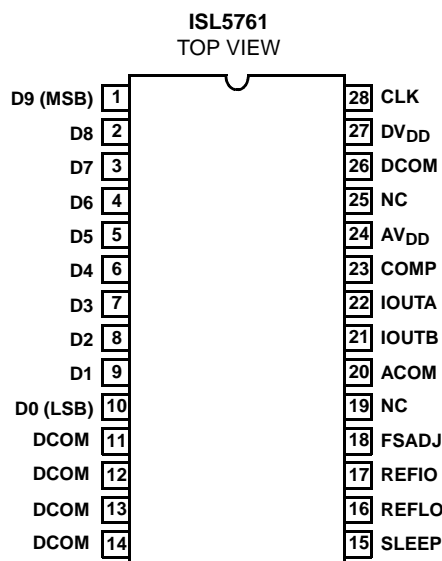 ISL5761
TOP VIEW
D9 (MSB) 1 28 CLK
D8 2 27 DVDD
D7 3 26 DCOM
D6 4 25 NC
D5 5 24 AVDD
D4 6 23 COMP
D3 7 22 IOUTA
D2 8 21 IOUTB
D1 9 20 ACOM
D0 (LSB) 10 19 NC
DCOM 11 18 FSADJ
DCOM 12 17 REFIO
DCOM 13 16 REFLO
DCOM 14 15 SLEEP